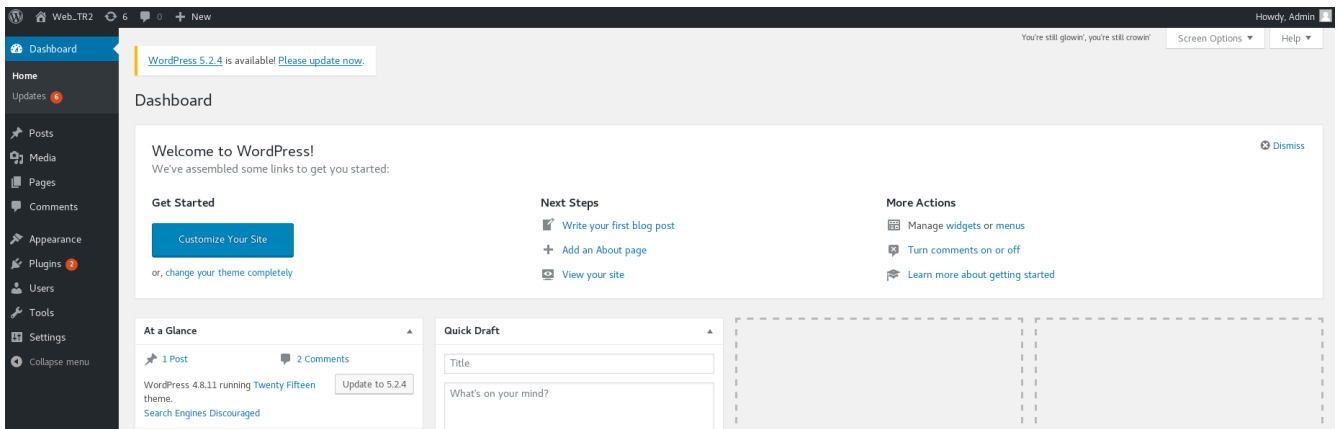 Web_TR2 6 0 New Howdy, Admin
Dashboard
Home
Updates 6
Posts
Media
Pages
Comments
Appearance
Plugins 2
Users
Tools
Settings
Collapse menu
You're still glowin', you're still crowin'
Screen Options
Help
WordPress 5.2.4 is available! Please update now.
Dashboard
Welcome to WordPress!
Dismiss
We've assembled some links to get you started:
Get Started
Customize Your Site
or, change your theme completely
Next Steps
Write your first blog post
Add an About page
View your site
More Actions
Manage widgets or menus
Turn comments on or off
Learn more about getting started
At a Glance
1 Post
2 Comments
WordPress 4.8.11 running Twenty Fifteen
theme.
Update to 5.2.4
Search Engines Discouraged
Quick Draft
Title
What's on your mind?